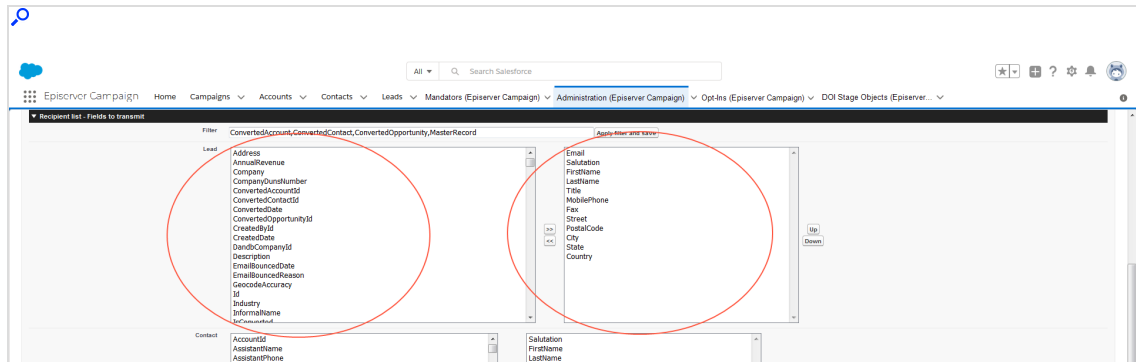 All Search Salesforce
Episerver Campaign Home Campaigns Accounts Contacts Leads Mandators (Episerver Campaign) Administration (Episerver Campaign) Opt-Ins (Episerver Campaign) DOI Stage Objects (Episerver...
Recipient list - Fields to transmit
Filter ConvertedAccount,ConvertedContact,ConvertedOpportunity,MasterRecord Apply filter and save
Lead
Address
AnnualRevenue
Company
CompanyDunsNumber
ConvertedAccountId
ConvertedContactId
ConvertedDate
ConvertedOpportunityId
CreatedById
CreatedDate
DandbCompanyId
Description
EmailBouncedDate
EmailBouncedReason
GeocodeAccuracy
Id
Industry
InformalName
IsConverted
>>
<<
Email
Salutation
FirstName
LastName
Title
MobilePhone
Fax
Street
PostalCode
City
State
Country
Up
Down
Contact
AccountId
AssistantName
AssistantPhone
Salutation
FirstName
LastName